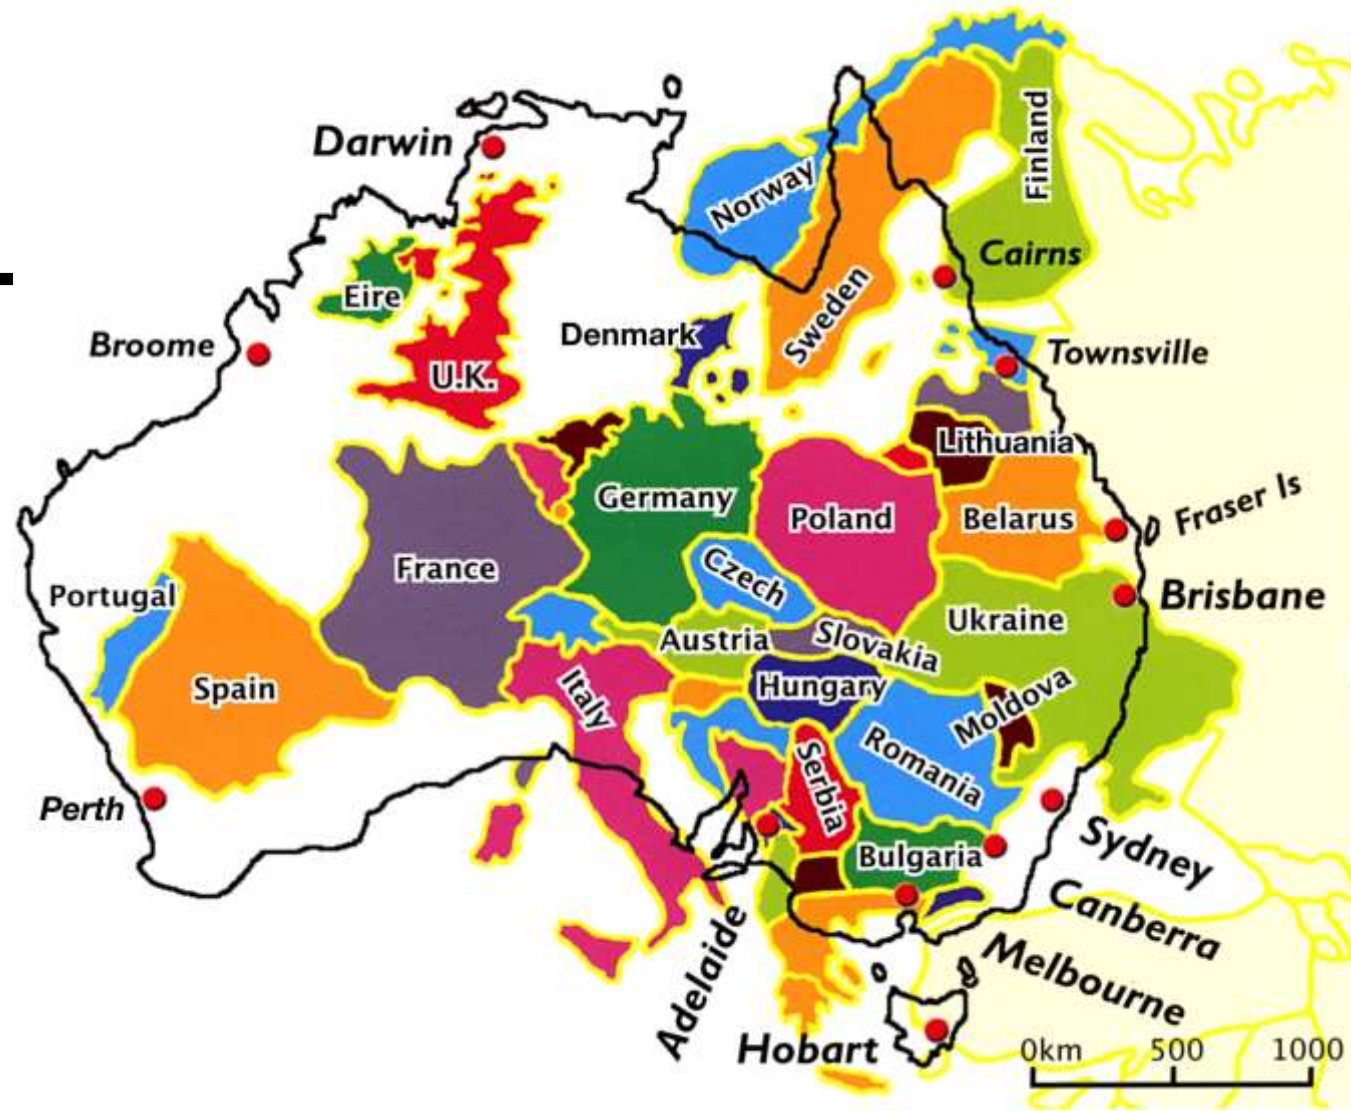 Darwin
Norway
Finland
Cairns
Eire
Denmark
Sweden
Broome
Townsville
U.K.
Lithuania
Germany
Poland
Belarus
Fraser Is
France
Czech
Portugal
Brisbane
Ukraine
Austria
Slovakia
Spain
Italy
Hungary
Moldova
Romania
Serbia
Perth
Sydney
Bulgaria
Canberra
Adelaide
Melbourne
Hobart
0km 500 1000